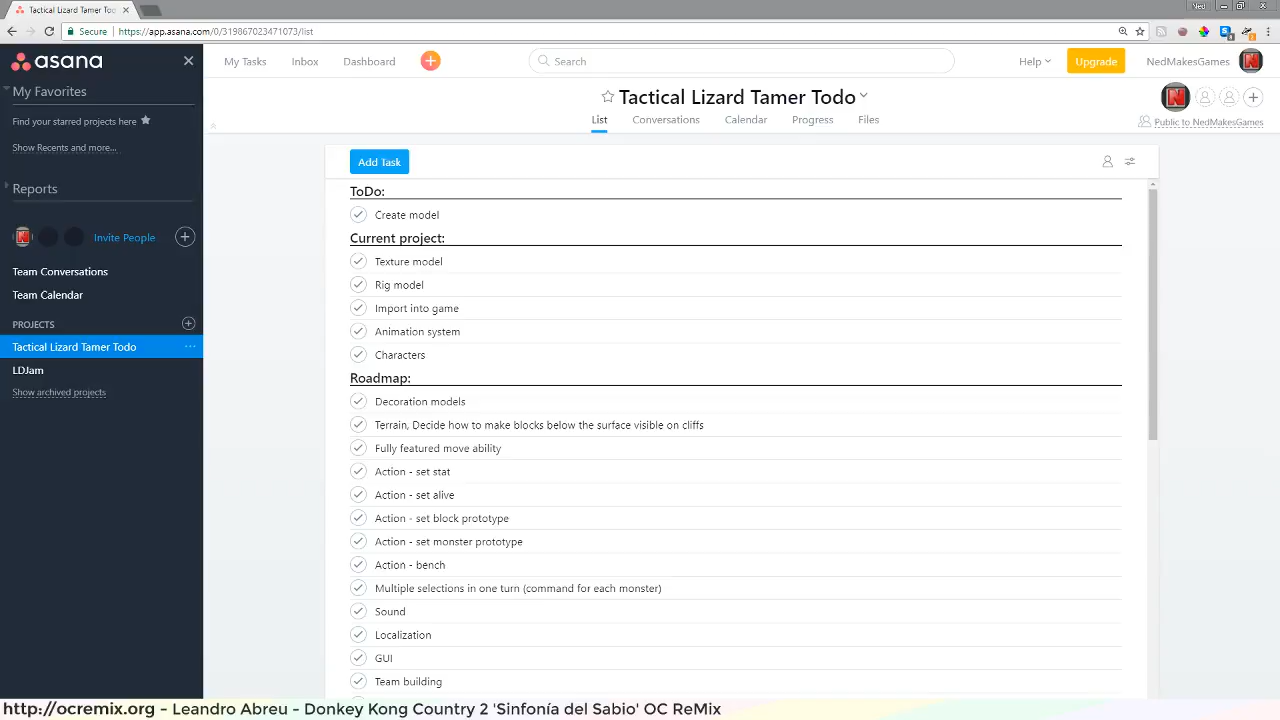 Tactical Lizard Tamer Todo
Ned
Secure https://app.asana.com/0/319867023471073/list
asana
My Tasks Inbox Dashboard Search Help Upgrade NedMakesGames
My Favorites
Find your starred projects here
Show Recents and more...
Reports
Invite People
Team Conversations
Team Calendar
PROJECTS
Tactical Lizard Tamer Todo
LDJam
Show archived projects
Tactical Lizard Tamer Todo
List Conversations Calendar Progress Files
Public to NedMakesGames
Add Task
ToDo:
Create model
Current project:
Texture model
Rig model
Import into game
Animation system
Characters
Roadmap:
Decoration models
Terrain, Decide how to make blocks below the surface visible on cliffs
Fully featured move ability
Action - set stat
Action - set alive
Action - set block prototype
Action - set monster prototype
Action - bench
Multiple selections in one turn (command for each monster)
Sound
Localization
GUI
Team building
http://ocremix.org - Leandro Abreu - Donkey Kong Country 2 'Sinfonía del Sabio' OC ReMix